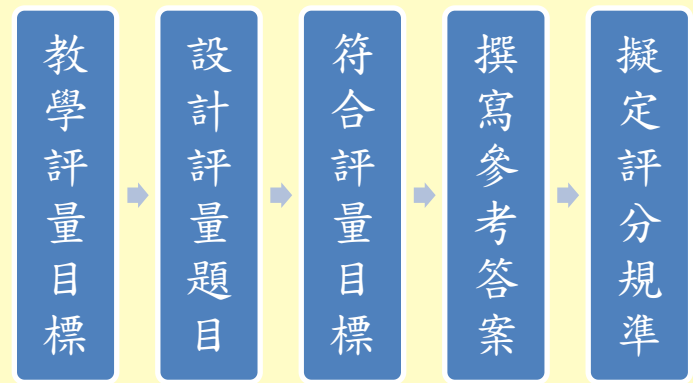 教學評量目標
設計評量題目
符合評量目標
撰寫參考答案
擬定評分規準